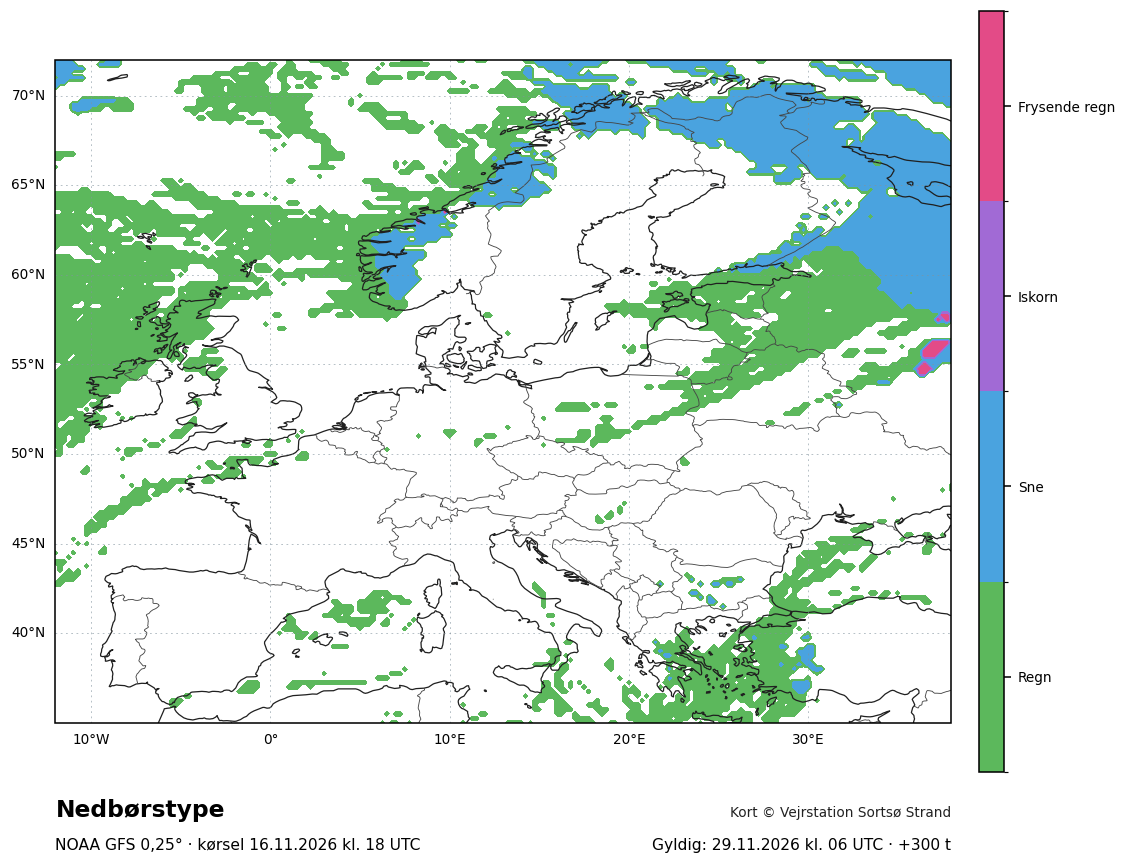 Frysende regn
Iskorn
Sne
Regn
70°N
65°N
60°N
55°N
50°N
45°N
40°N
10°W
0°
10°E
20°E
30°E
Nedbørstype
Kort © Vejrstation Sortsø Strand
NOAA GFS 0,25° · kørsel 16.11.2026 kl. 18 UTC
Gyldig: 29.11.2026 kl. 06 UTC · +300 t